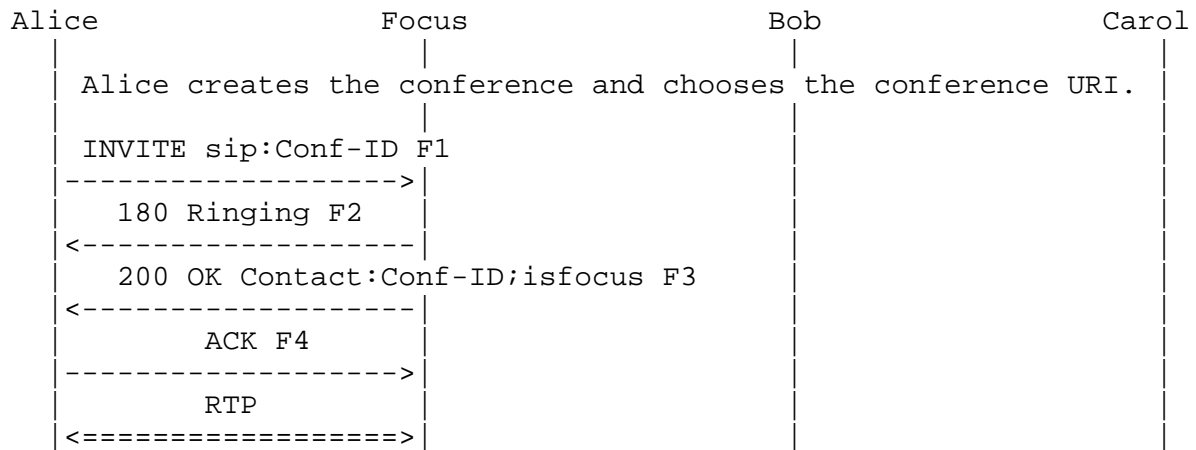 Alice Focus Bob Carol
Alice creates the conference and chooses the conference URI.
INVITE sip:Conf-ID F1
180 Ringing F2
200 OK Contact:Conf-ID;isfocus F3
ACK F4
RTP